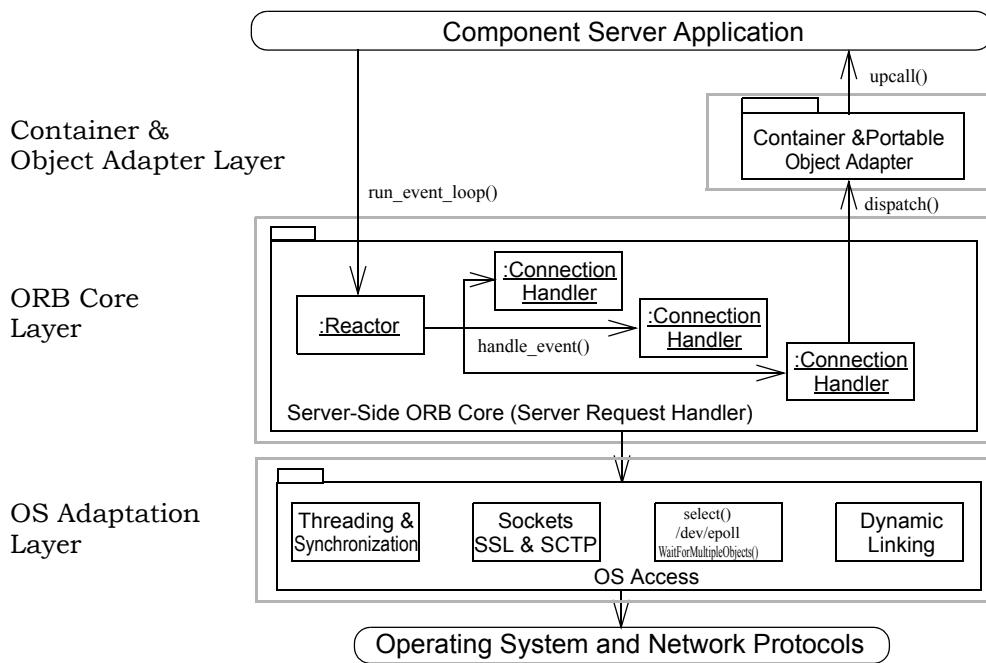 Component Server Application
upcall()
Container &
Object Adapter Layer
Container &Portable
Object Adapter
run_event_loop()
dispatch()
ORB Core
Layer
:Connection
Handler
:Reactor
:Connection
Handler
handle_event()
:Connection
Handler
Server-Side ORB Core (Server Request Handler)
OS Adaptation
Layer
Threading &
Synchronization
Sockets
SSL & SCTP
select()
/dev/epoll
WaitForMultipleObjects()
Dynamic
Linking
OS Access
Operating System and Network Protocols